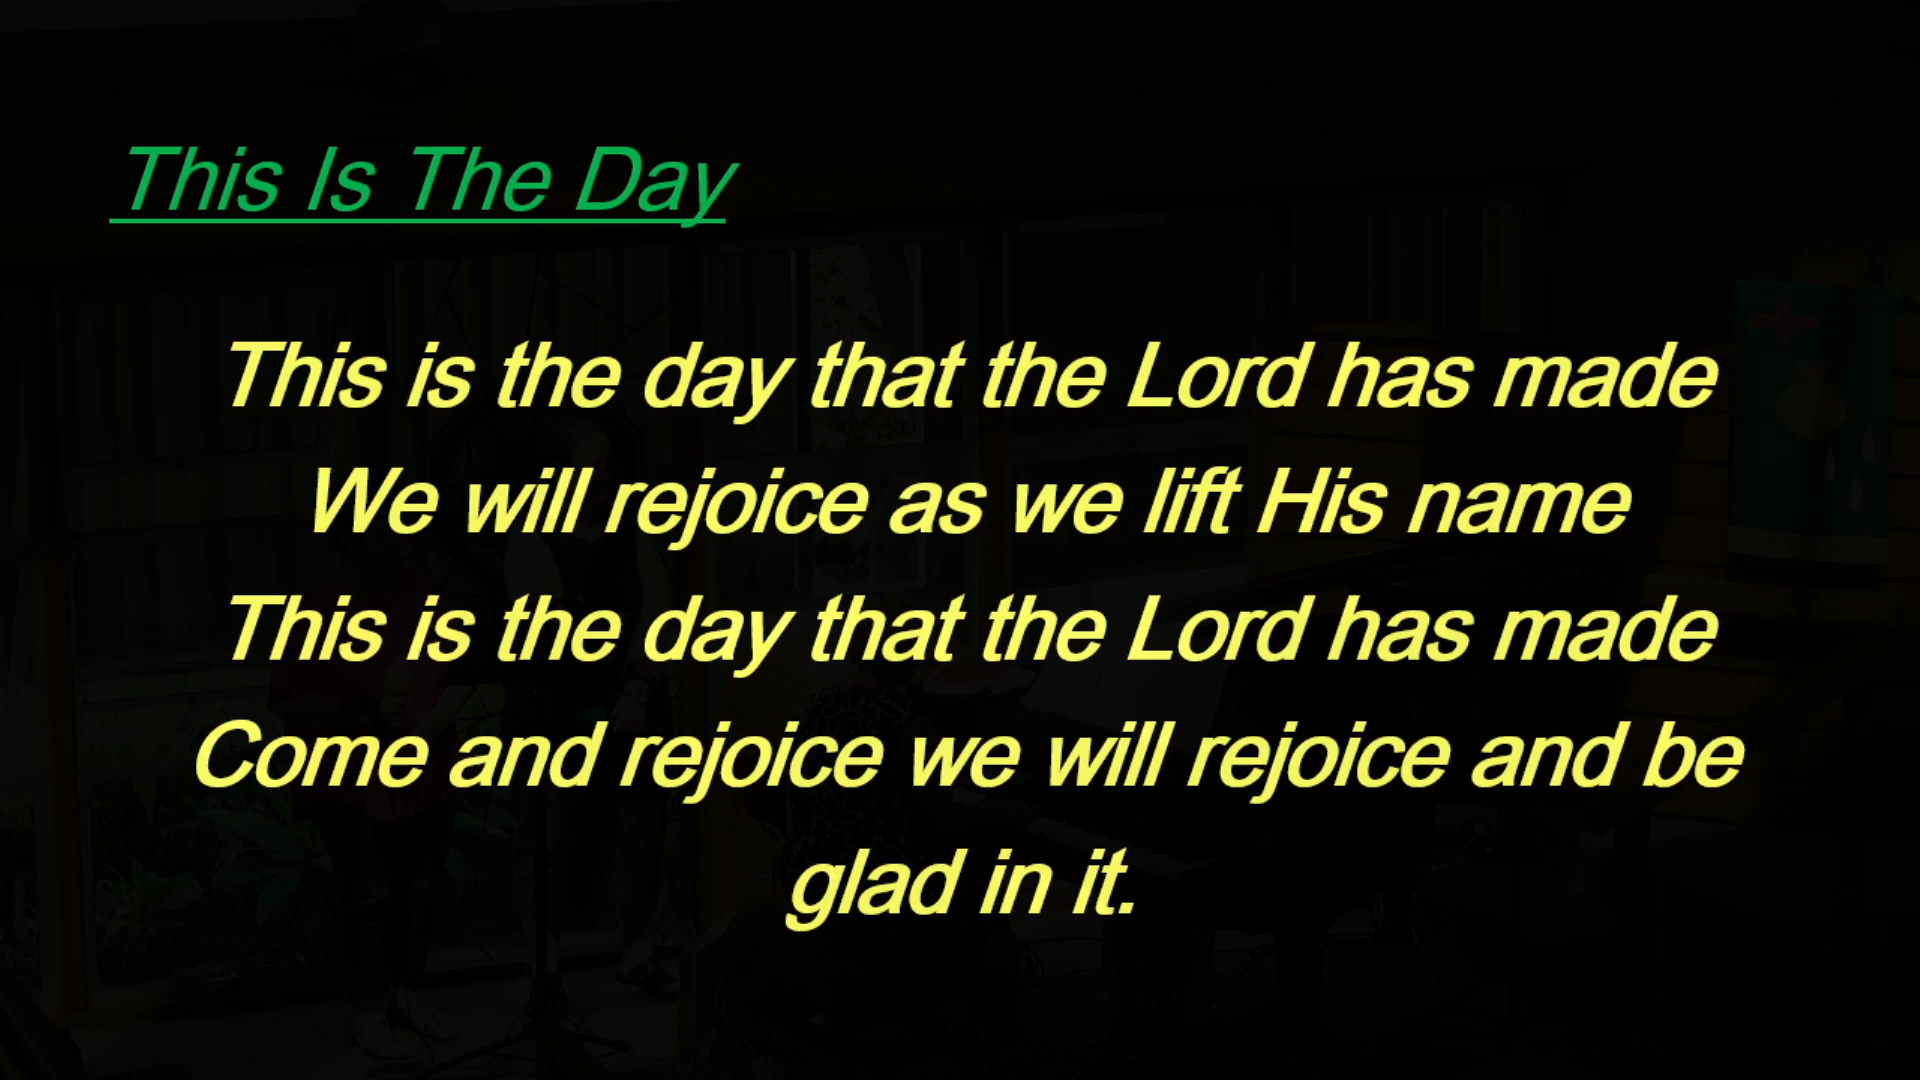 This Is The Day
This is the day that the Lord has made
We will rejoice as we lift His name
This is the day that the Lord has made
Come and rejoice we will rejoice and be
glad in it.